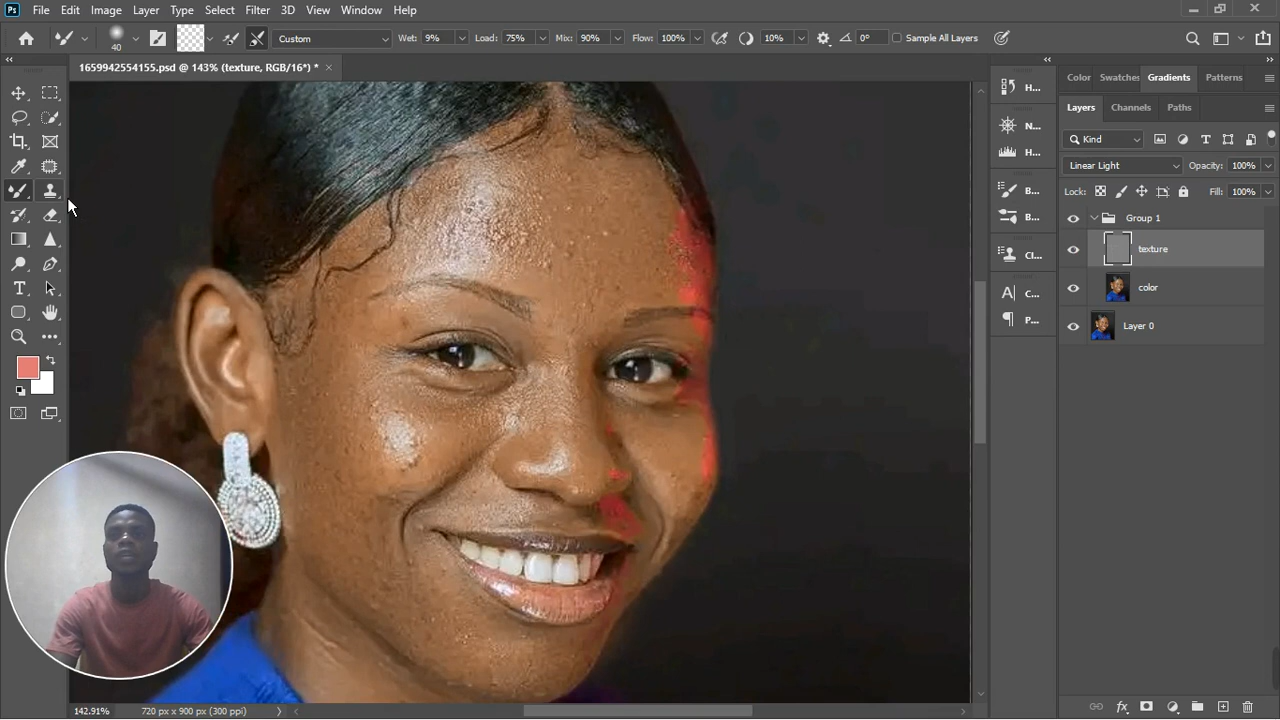 Ps File Edit Image Layer Type Select Filter 3D View Window Help
40 Custom Wet: 9% Load: 75% Mix: 90% Flow: 100% 10% 0° Sample All Layers
1659942554155.psd @ 143% (texture, RGB/16*) * ×
Color Swatches Gradients Patterns
H...
Layers Channels Paths
N...
H...
Kind
Linear Light Opacity: 100%
B...
Lock: Fill: 100%
B...
Group 1
Cl...
texture
C...
color
P...
Layer 0
142.91% 720 px x 900 px (300 ppi)